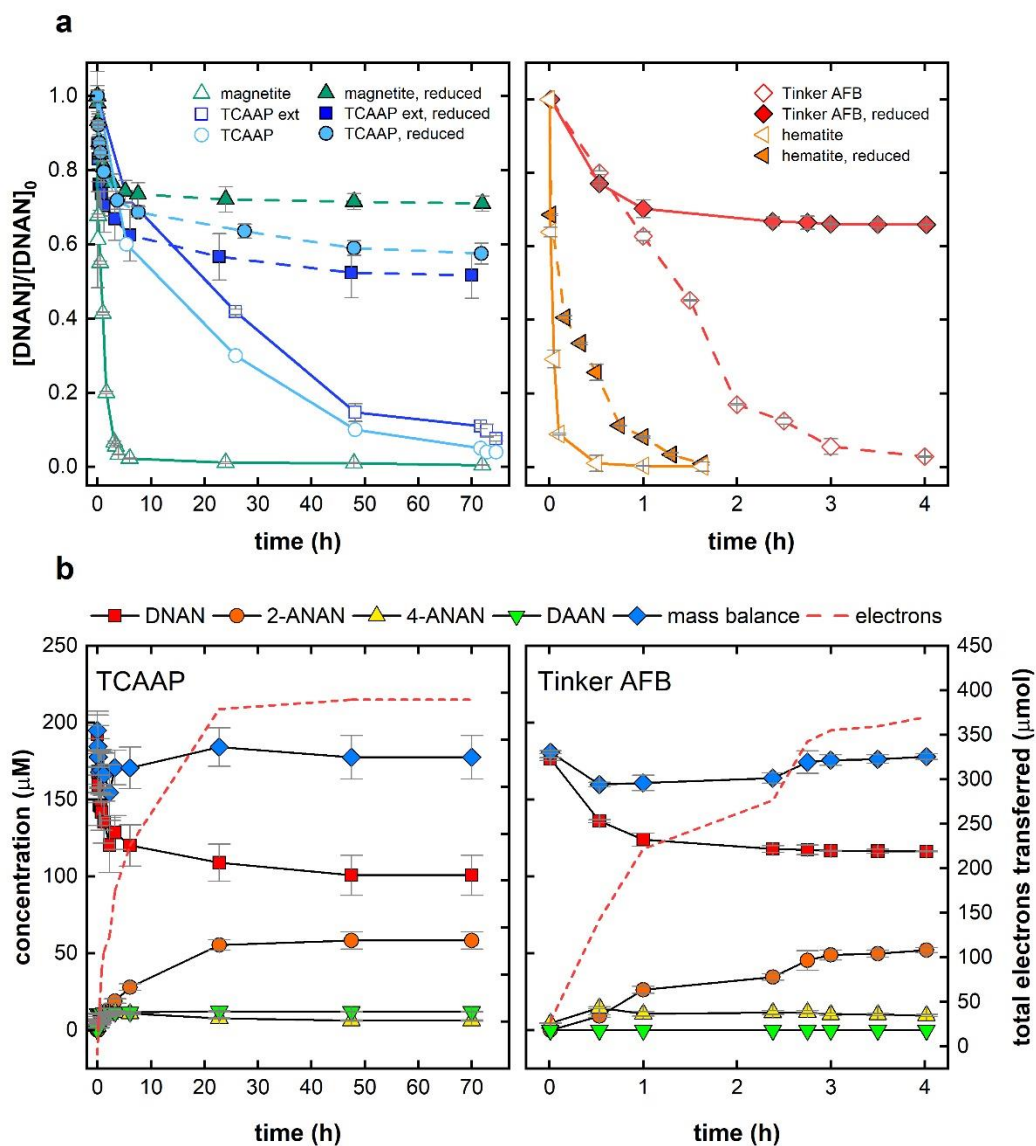 a
magnetite
magnetite, reduced
TCAAP ext
TCAAP ext, reduced
TCAAP
TCAAP, reduced
Tinker AFB
Tinker AFB, reduced
hematite
hematite, reduced
[DNAN]/[DNAN]0
1.0
0.8
0.6
0.4
0.2
0.0
0 10 20 30 40 50 60 70 80
0 1 2 3 4
time (h)
time (h)
b
DNAN 2-ANAN 4-ANAN DAAN mass balance electrons
TCAAP
Tinker AFB
concentration (μM)
250
200
150
100
50
0
450
400
350
300
250
200
150
100
50
0
total electrons transferred (μmol)
0 10 20 30 40 50 60 70
0 1 2 3 4
time (h)
time (h)